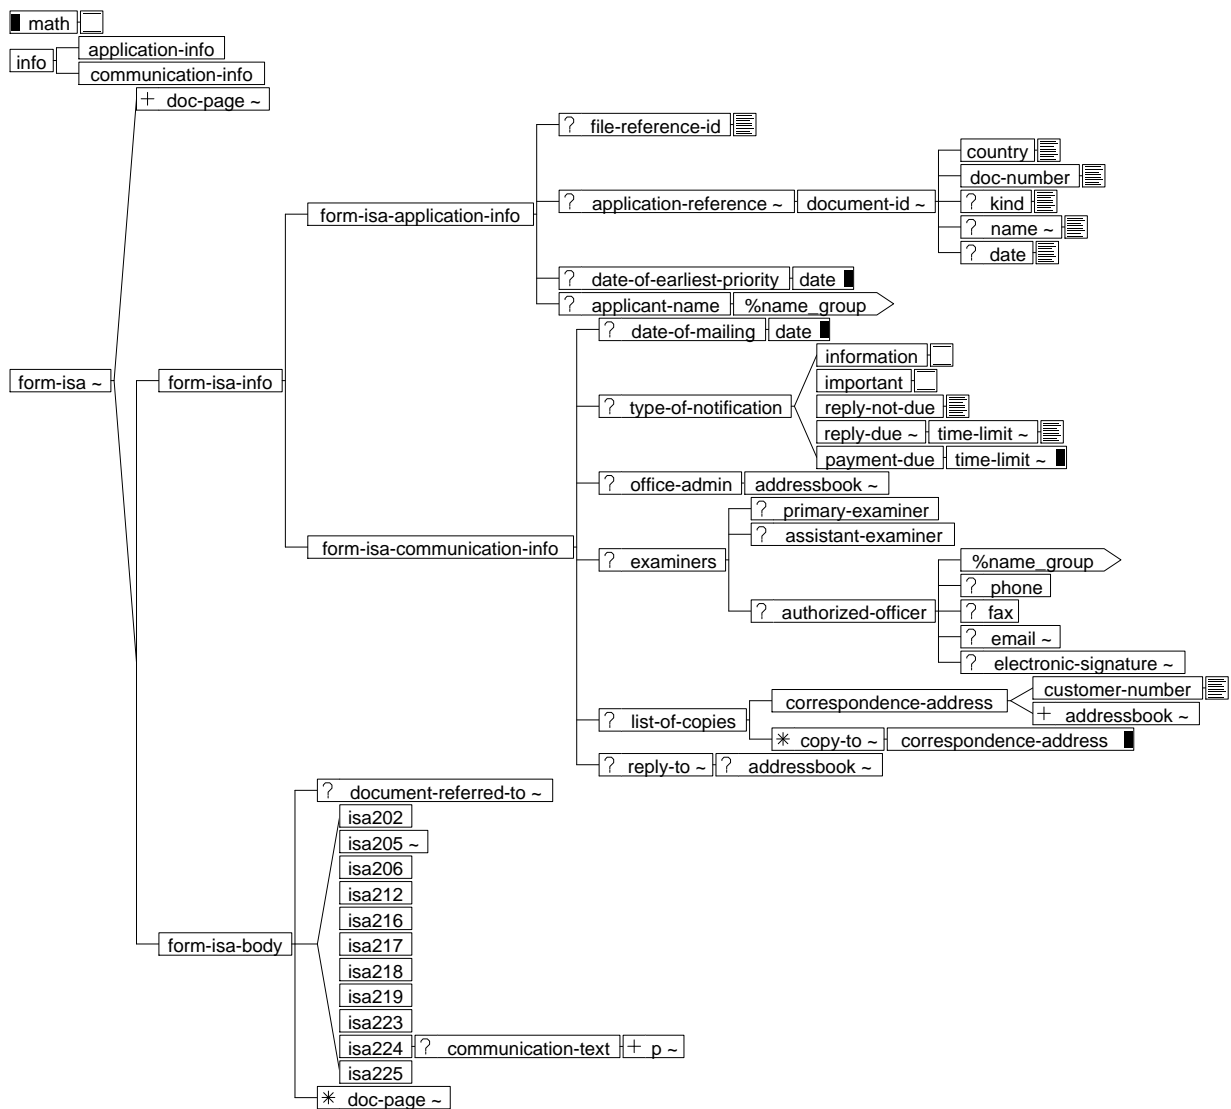 math
application-info
info
communication-info
+ doc-page ~
? file-reference-id
country
doc-number
form-isa-application-info
? application-reference ~ document-id ~ ? kind
? name ~
? date
? date-of-earliest-priority date
? applicant-name %name_group
? date-of-mailing date
information
form-isa ~ form-isa-info
important
? type-of-notification reply-not-due
reply-due ~ time-limit ~
payment-due time-limit ~
? office-admin addressbook ~
? primary-examiner
? assistant-examiner
form-isa-communication-info
? examiners %name_group
? phone
? authorized-officer ? fax
? email ~
? electronic-signature ~
customer-number
correspondence-address
? list-of-copies + addressbook ~
* copy-to ~ correspondence-address
? reply-to ~ ? addressbook ~
? document-referred-to ~
isa202
isa205 ~
isa206
isa212
isa216
form-isa-body isa217
isa218
isa219
isa223
isa224 ? communication-text + p ~
isa225
* doc-page ~